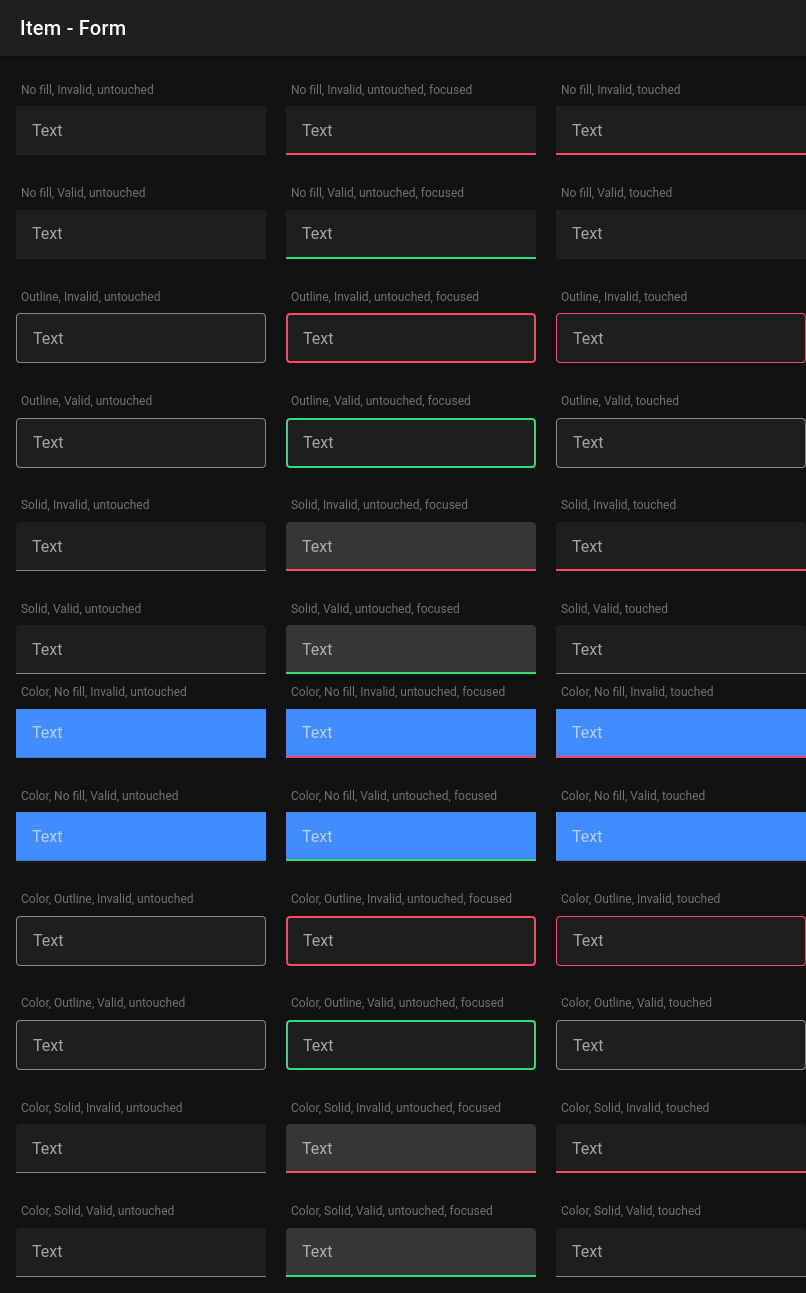 Item - Form
No fill, Invalid, untouched
No fill, Invalid, untouched, focused
No fill, Invalid, touched
Text
Text
Text
No fill, Valid, untouched
No fill, Valid, untouched, focused
No fill, Valid, touched
Text
Text
Text
Outline, Invalid, untouched
Outline, Invalid, untouched, focused
Outline, Invalid, touched
Text
Text
Text
Outline, Valid, untouched
Outline, Valid, untouched, focused
Outline, Valid, touched
Text
Text
Text
Solid, Invalid, untouched
Solid, Invalid, untouched, focused
Solid, Invalid, touched
Text
Text
Text
Solid, Valid, untouched
Solid, Valid, untouched, focused
Solid, Valid, touched
Text
Text
Text
Color, No fill, Invalid, untouched
Color, No fill, Invalid, untouched, focused
Color, No fill, Invalid, touched
Text
Text
Text
Color, No fill, Valid, untouched
Color, No fill, Valid, untouched, focused
Color, No fill, Valid, touched
Text
Text
Text
Color, Outline, Invalid, untouched
Color, Outline, Invalid, untouched, focused
Color, Outline, Invalid, touched
Text
Text
Text
Color, Outline, Valid, untouched
Color, Outline, Valid, untouched, focused
Color, Outline, Valid, touched
Text
Text
Text
Color, Solid, Invalid, untouched
Color, Solid, Invalid, untouched, focused
Color, Solid, Invalid, touched
Text
Text
Text
Color, Solid, Valid, untouched
Color, Solid, Valid, untouched, focused
Color, Solid, Valid, touched
Text
Text
Text